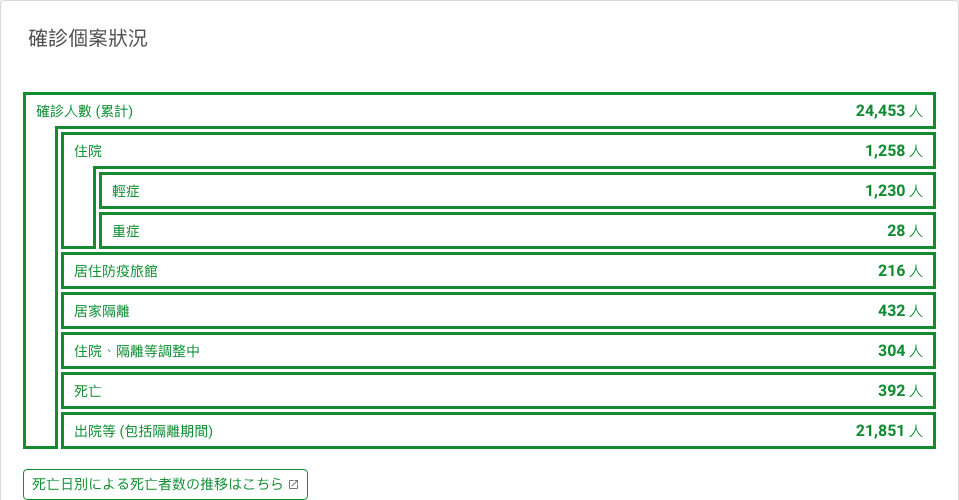 確診個案狀況
確診人數 (累計) 24,453 人
住院 1,258 人
輕症 1,230 人
重症 28 人
居住防疫旅館 216 人
居家隔離 432 人
住院、隔離等調整中 304 人
死亡 392 人
出院等 (包括隔離期間) 21,851 人
死亡日別による死亡者数の推移はこちら